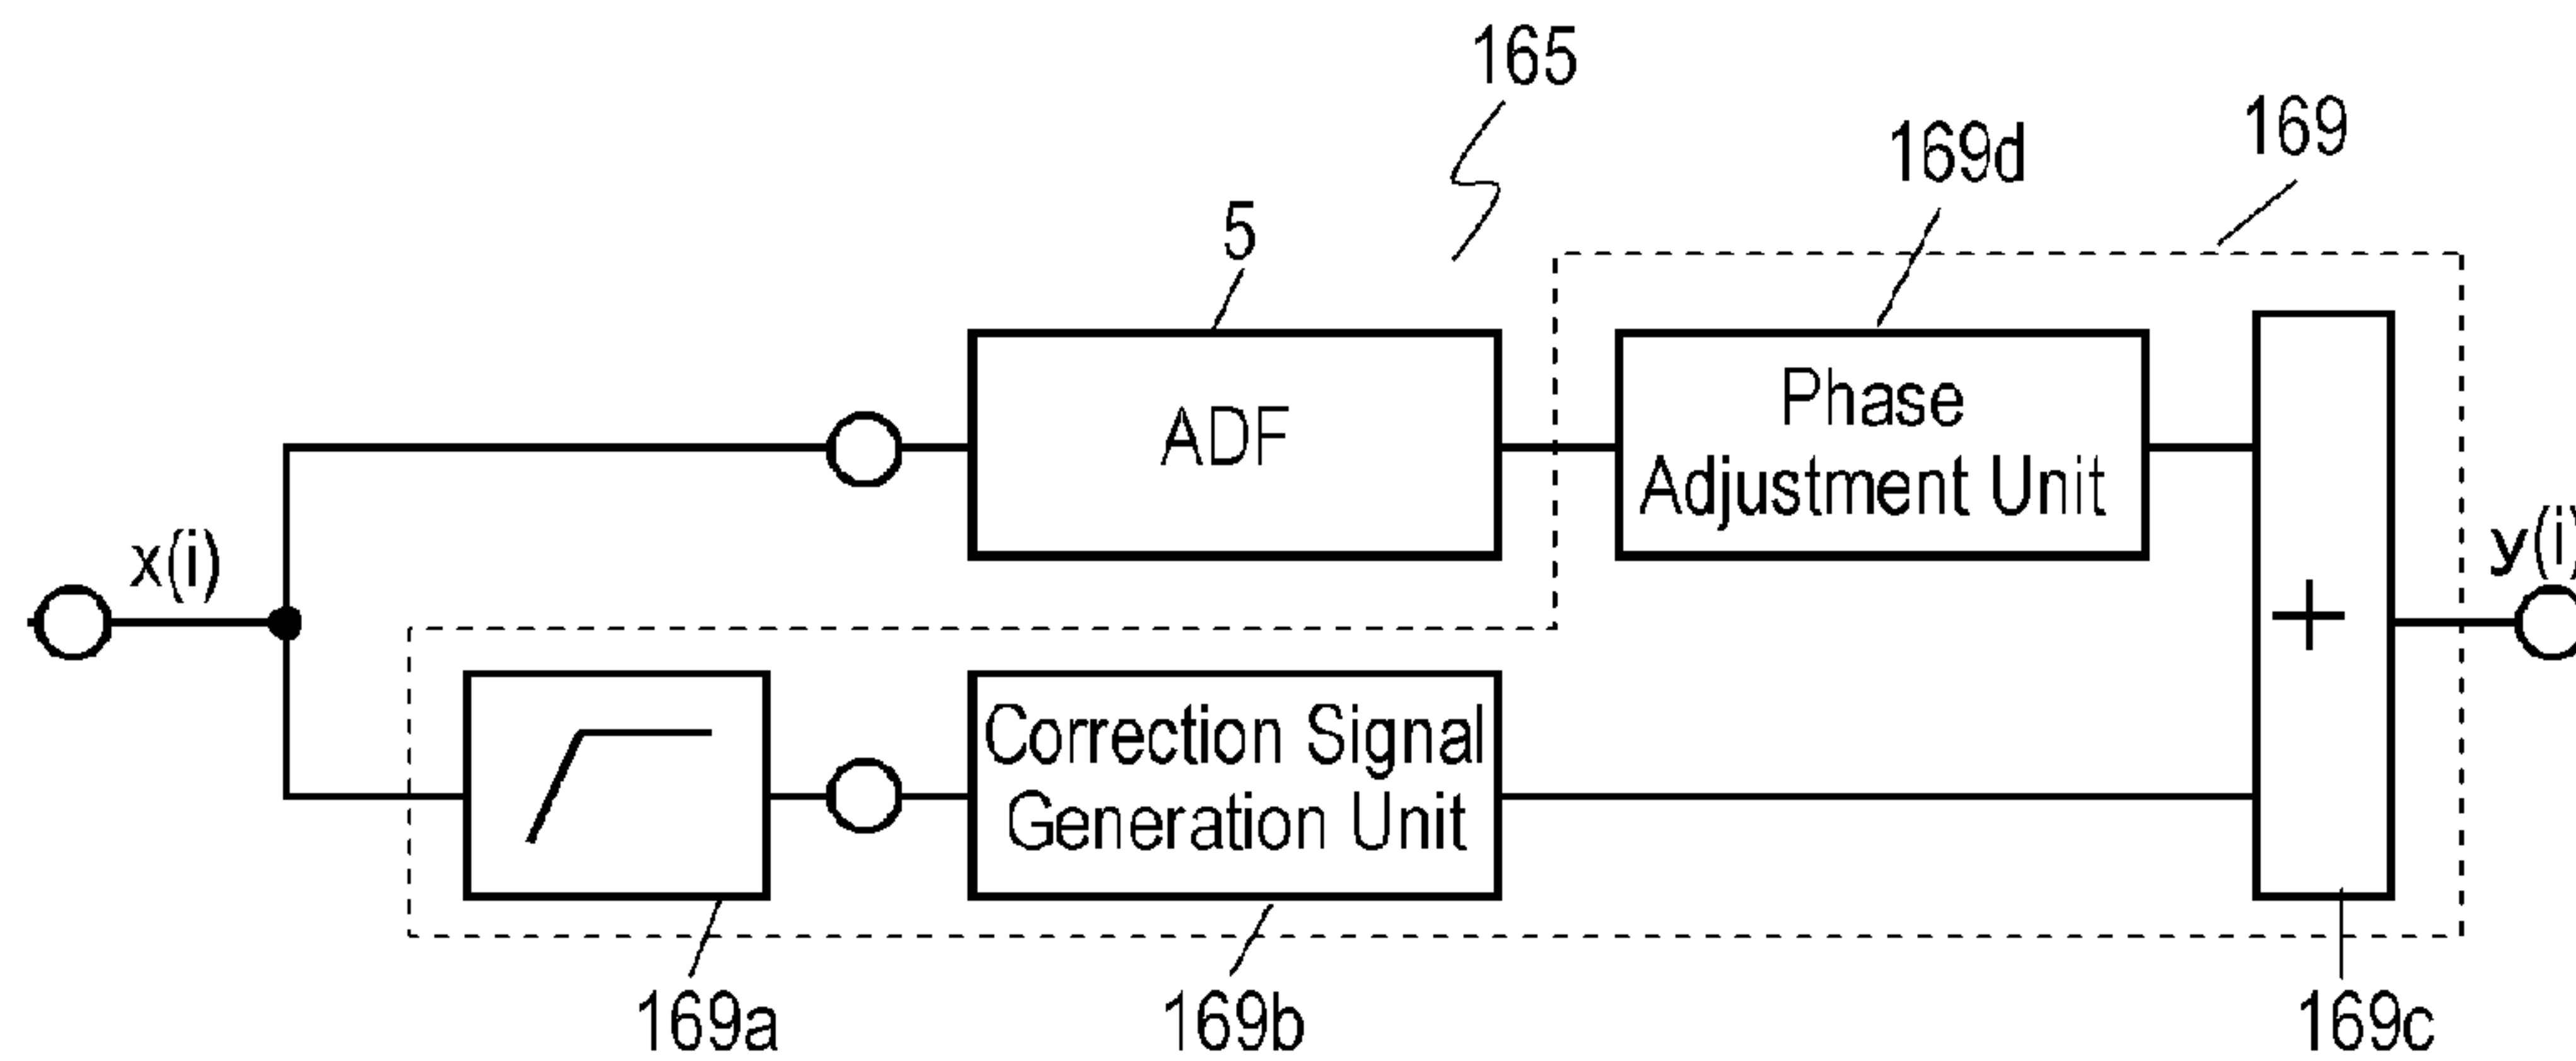 165
169
169d
5
ADF
Phase
Adjustment Unit
x(i)
y(i)
+
Correction Signal
Generation Unit
169a
169b
169c